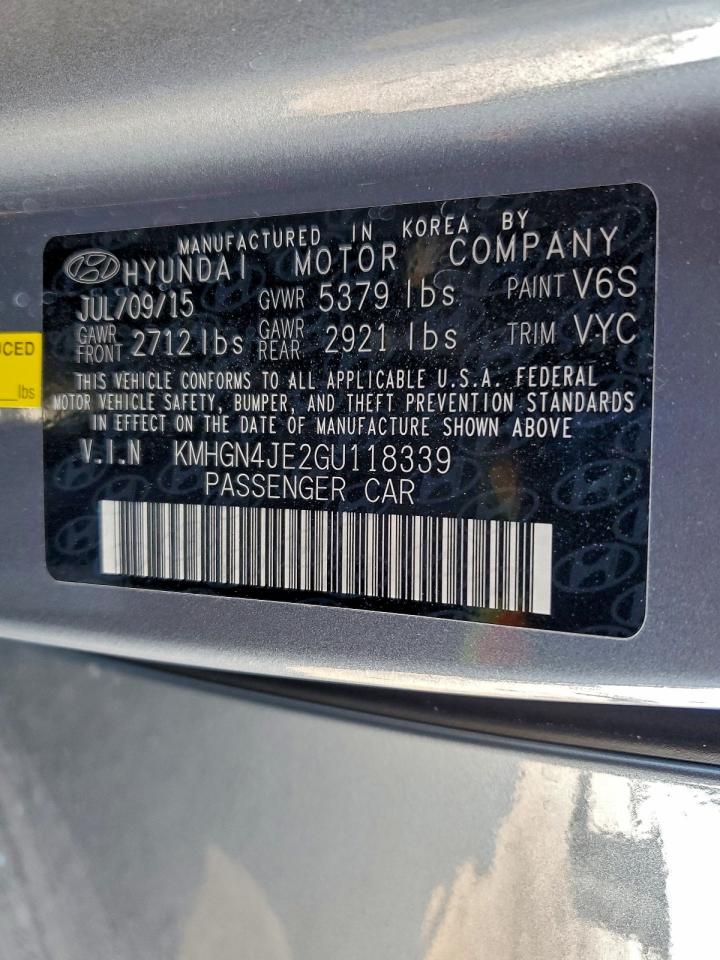 MANUFACTURED IN KOREA BY
HYUNDAI MOTOR COMPANY
JUL/09/15 GVWR 5379 lbs PAINT V6S
GAWR FRONT 2712 lbs GAWR REAR 2921 lbs TRIM VYC
THIS VEHICLE CONFORMS TO ALL APPLICABLE U.S.A. FEDERAL
MOTOR VEHICLE SAFETY, BUMPER, AND THEFT PREVENTION STANDARDS
IN EFFECT ON THE DATE OF MANUFACTURE SHOWN ABOVE
V.I.N KMHGN4JE2GU118339
PASSENGER CAR
lbs